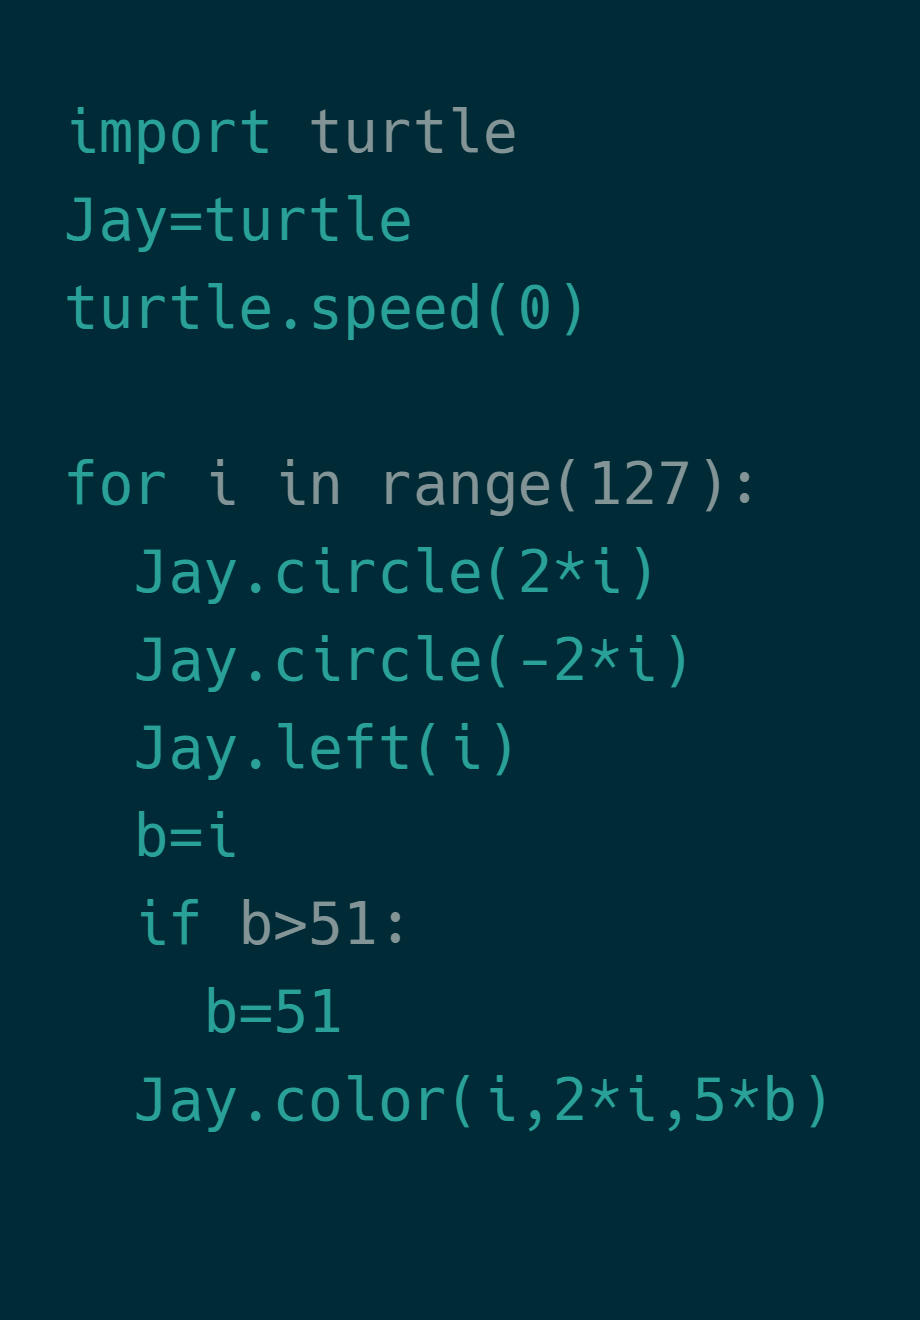 import turtle
Jay=turtle
turtle.speed(0)

for i in range(127):
  Jay.circle(2*i)
  Jay.circle(-2*i)
  Jay.left(i)
  b=i
  if b>51:
    b=51
  Jay.color(i,2*i,5*b)